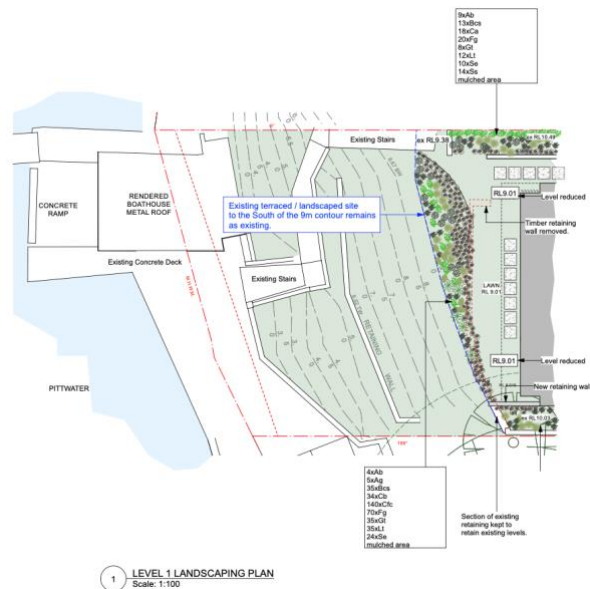 9xAb
13xBcs
18xCa
20xFg
8xGt
12xLt
10xSe
14xSs
mulched area
Existing Stairs
ex RL9.38
ex RL10.49
CONCRETE
RAMP
RENDERED
BOATHOUSE
METAL ROOF
Existing terraced / landscaped site
to the South of the 9m contour remains
as existing.
RL9.01
Level reduced
Timber retaining
wall removed.
Existing Concrete Deck
Existing Stairs
LAWN
RL 9.01
RETAINING
WALL
RL9.01
Level reduced
PITTWATER
New retaining wal
ex RL10.03
4xAb
5xAg
35xBcs
34xCb
140xCfc
70xFg
35xGt
35xLt
24xSe
mulched area
Section of existing
retaining kept to
retain existing levels.
1
LEVEL 1 LANDSCAPING PLAN
Scale: 1:100